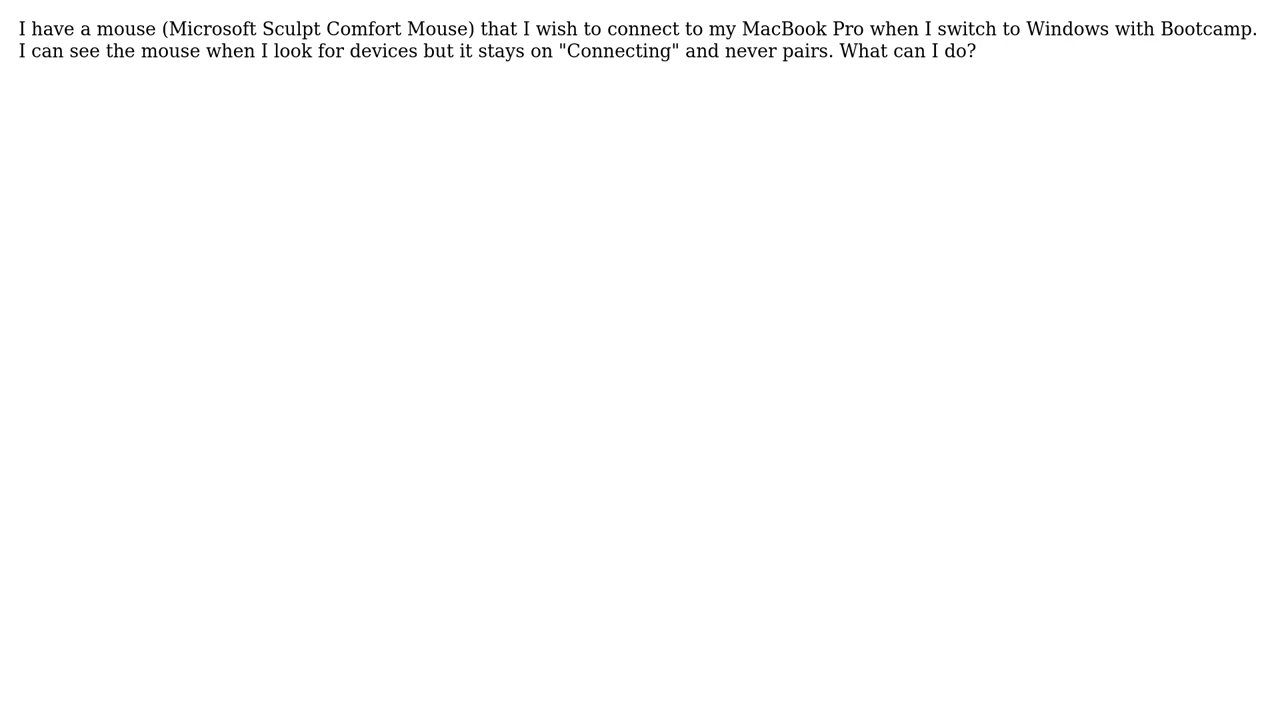 I have a mouse (Microsoft Sculpt Comfort Mouse) that I wish to connect to my MacBook Pro when I switch to Windows with Bootcamp.
I can see the mouse when I look for devices but it stays on "Connecting" and never pairs. What can I do?